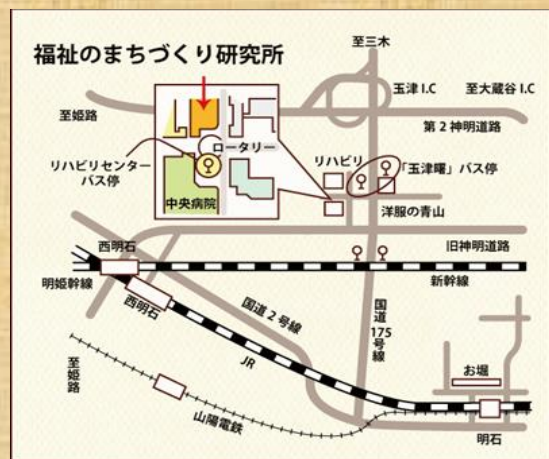 福祉のまちづくり研究所
至三木
玉津I.C
至大蔵谷I.C
至姫路
第2神明道路
ロータリー
リハビリセンター
バス停
リハビリ
「玉津曙」バス停
中央病院
洋服の青山
西明石
旧神明道路
明姫幹線
新幹線
西明石
国道2号線
国道
175
号線
至姫路
JR
お堀
山陽電鉄
明石